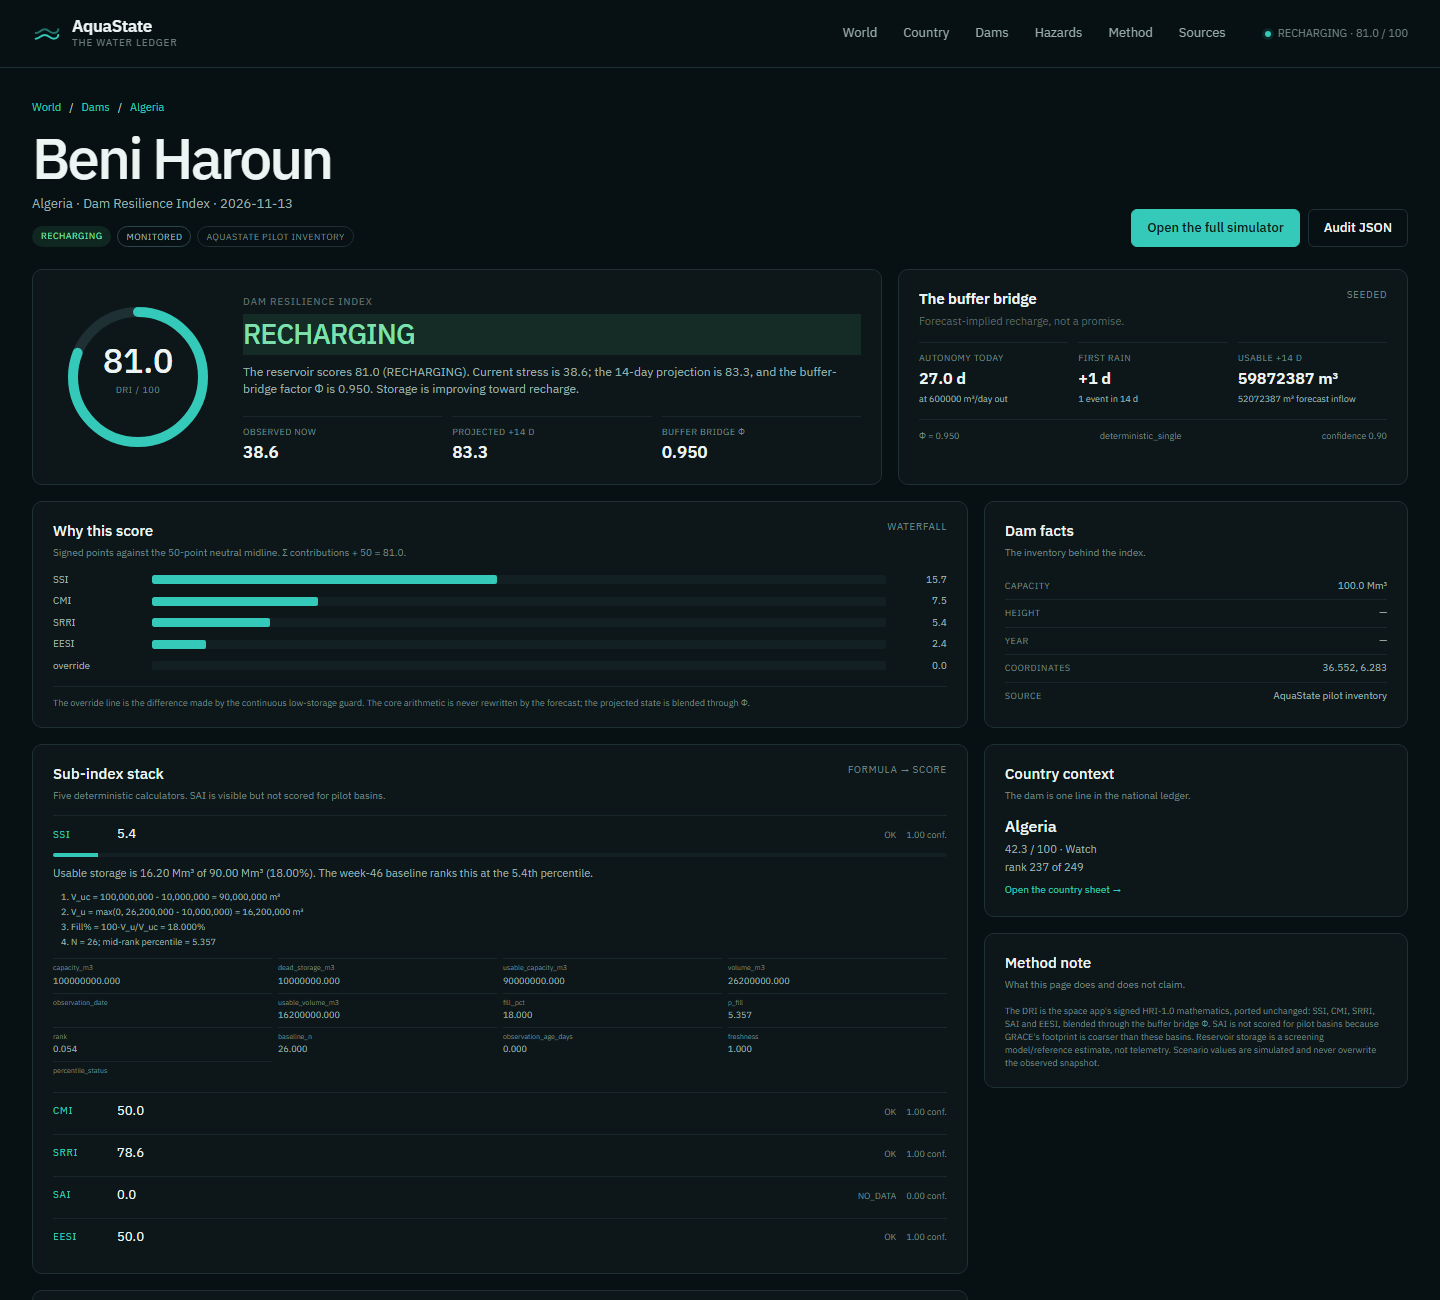 AquaState
THE WATER LEDGER
World Country Dams Hazards Method Sources RECHARGING · 81.0 / 100
World / Dams / Algeria
Beni Haroun
Algeria · Dam Resilience Index · 2026-11-13
RECHARGING MONITORED AQUASTATE PILOT INVENTORY
Open the full simulator Audit JSON
81.0
DRI / 100
DAM RESILIENCE INDEX
RECHARGING
The reservoir scores 81.0 (RECHARGING). Current stress is 38.6; the 14-day projection is 83.3, and the buffer-
bridge factor Φ is 0.950. Storage is improving toward recharge.
OBSERVED NOW PROJECTED +14 D BUFFER BRIDGE Φ
38.6 83.3 0.950
The buffer bridge SEEDED
Forecast-implied recharge, not a promise.
AUTONOMY TODAY FIRST RAIN USABLE +14 D
27.0 d +1 d 59872387 m³
at 600000 m³/day out 1 event in 14 d 52072387 m³ forecast inflow
Φ = 0.950 deterministic_single confidence 0.90
Why this score WATERFALL
Signed points against the 50-point neutral midline. Σ contributions + 50 = 81.0.
SSI 15.7
CMI 7.5
SRRI 5.4
EESI 2.4
override 0.0
The override line is the difference made by the continuous low-storage guard. The core arithmetic is never rewritten by the forecast; the projected state is blended through Φ.
Dam facts
The inventory behind the index.
CAPACITY 100.0 Mm³
HEIGHT —
YEAR —
COORDINATES 36.552, 6.283
SOURCE AquaState pilot inventory
Sub-index stack FORMULA → SCORE
Five deterministic calculators. SAI is visible but not scored for pilot basins.
SSI 5.4 OK 1.00 conf.
Usable storage is 16.20 Mm³ of 90.00 Mm³ (18.00%). The week-46 baseline ranks this at the 5.4th percentile.
1. V_uc = 100,000,000 - 10,000,000 = 90,000,000 m³
2. V_u = max(0, 26,200,000 - 10,000,000) = 16,200,000 m³
3. Fill% = 100·V_u/V_uc = 18.000%
4. N = 26; mid-rank percentile = 5.357
capacity_m3 dead_storage_m3 usable_capacity_m3 volume_m3
100000000.000 10000000.000 90000000.000 26200000.000
observation_date usable_volume_m3 fill_pct p_fill
16200000.000 18.000 5.357
rank baseline_n observation_age_days freshness
0.054 26.000 0.000 1.000
percentile_status
CMI 50.0 OK 1.00 conf.
SRRI 78.6 OK 1.00 conf.
SAI 0.0 NO_DATA 0.00 conf.
EESI 50.0 OK 1.00 conf.
Country context
The dam is one line in the national ledger.
Algeria
42.3 / 100 · Watch
rank 237 of 249
Open the country sheet →
Method note
What this page does and does not claim.
The DRI is the space app's signed HRI-1.0 mathematics, ported unchanged: SSI, CMI, SRRI,
SAI and EESI, blended through the buffer bridge Φ. SAI is not scored for pilot basins because
GRACE's footprint is coarser than these basins. Reservoir storage is a screening
model/reference estimate, not telemetry. Scenario values are simulated and never overwrite
the observed snapshot.